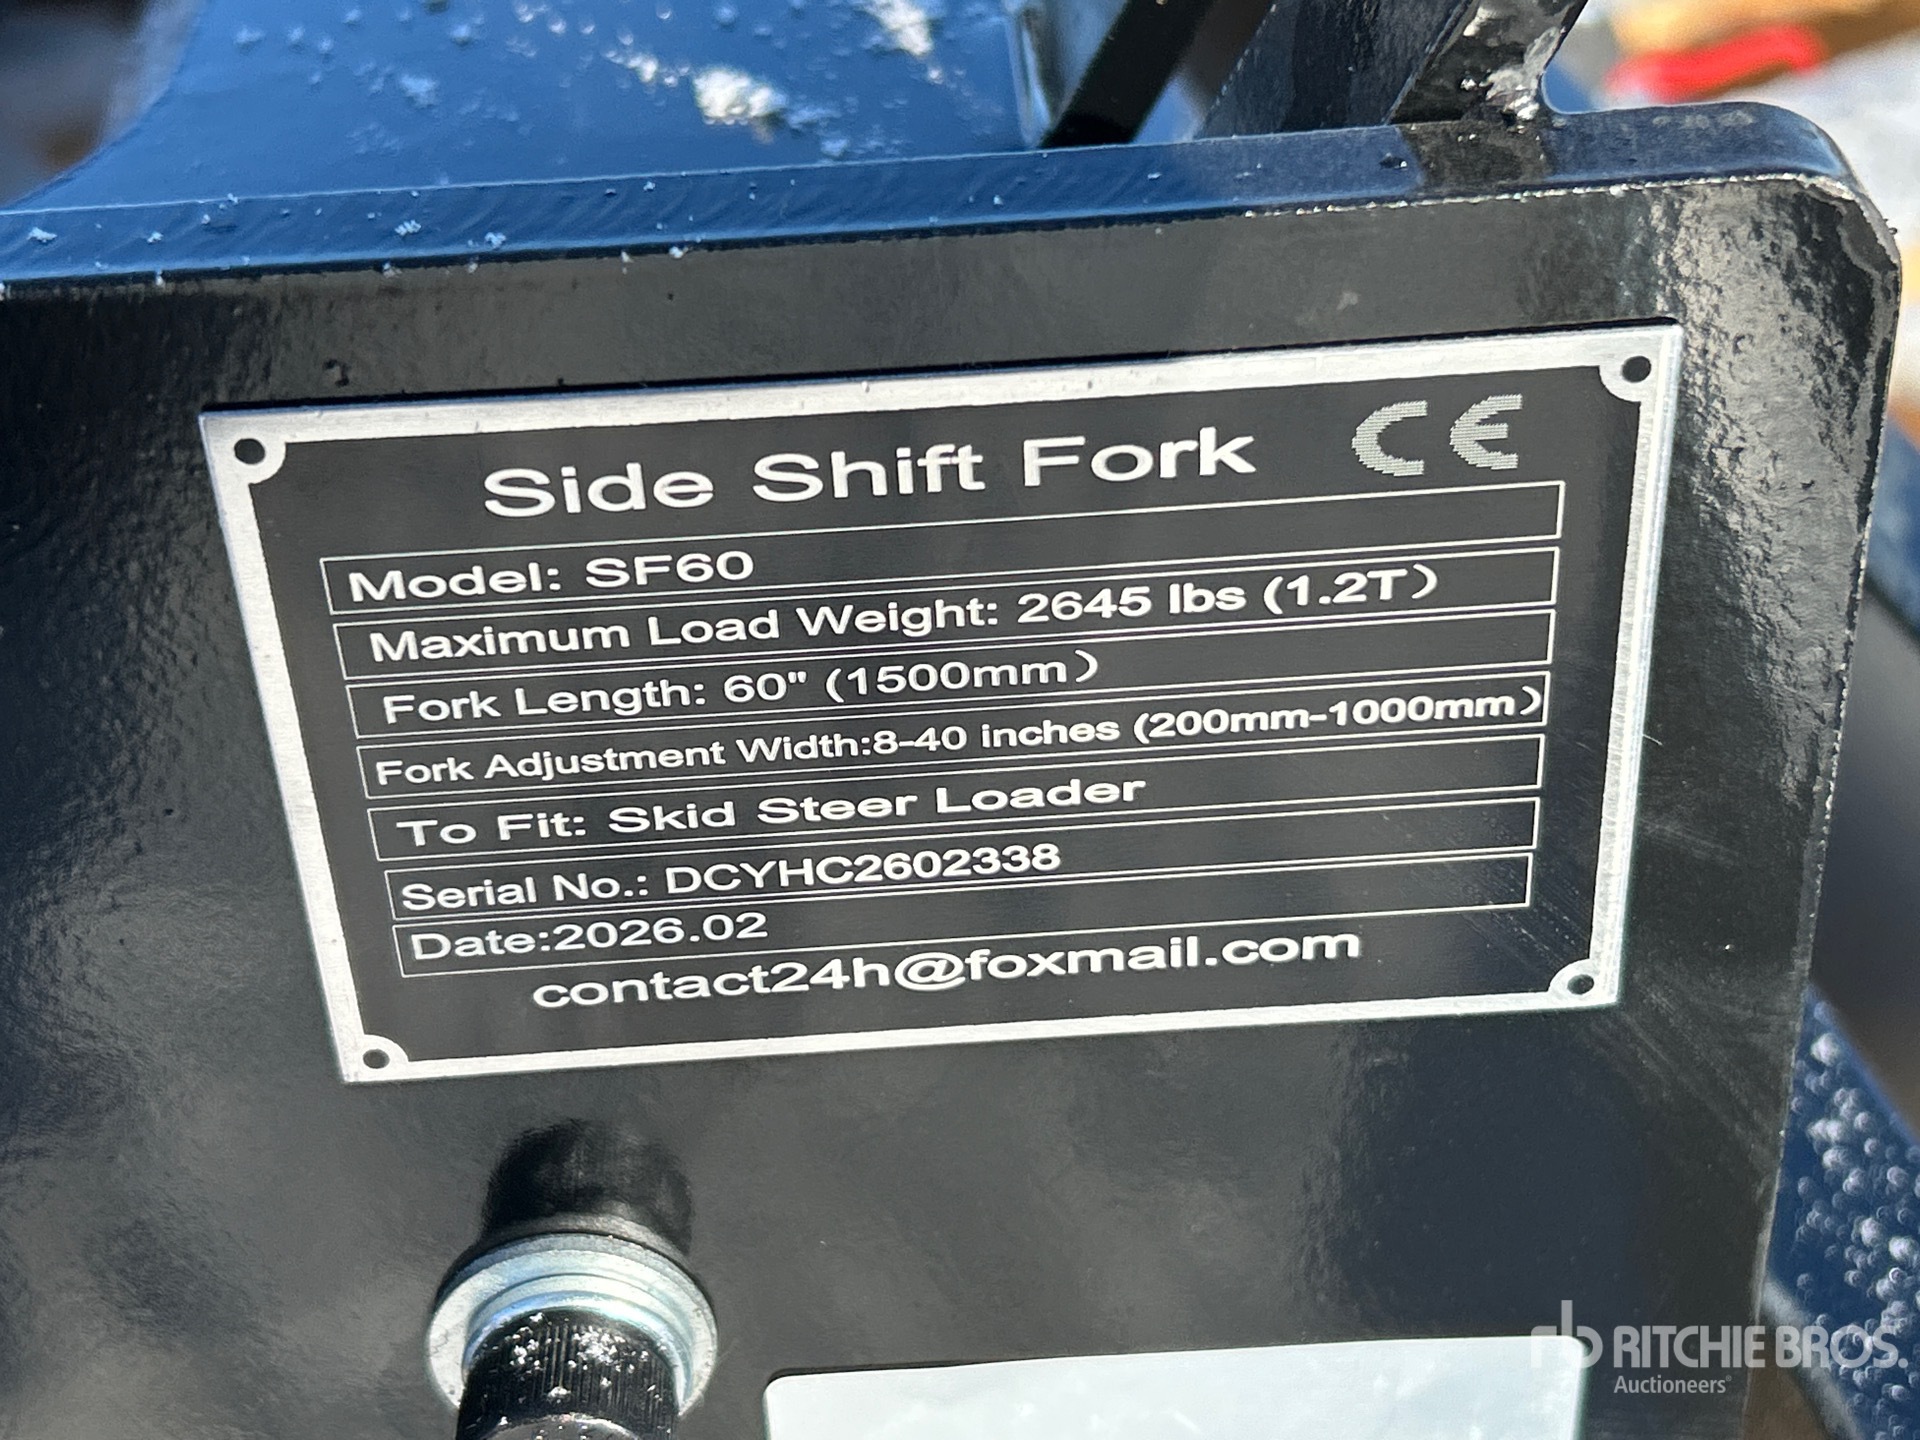 Side Shift Fork CE
Model: SF60
Maximum Load Weight: 2645 lbs (1.2T)
Fork Length: 60" (1500mm)
Fork Adjustment Width:8-40 inches (200mm-1000mm)
To Fit: Skid Steer Loader
Serial No.: DCYHC2602338
Date:2026.02
contact24h@foxmail.com
rb RITCHIE BROS.
Auctioneers